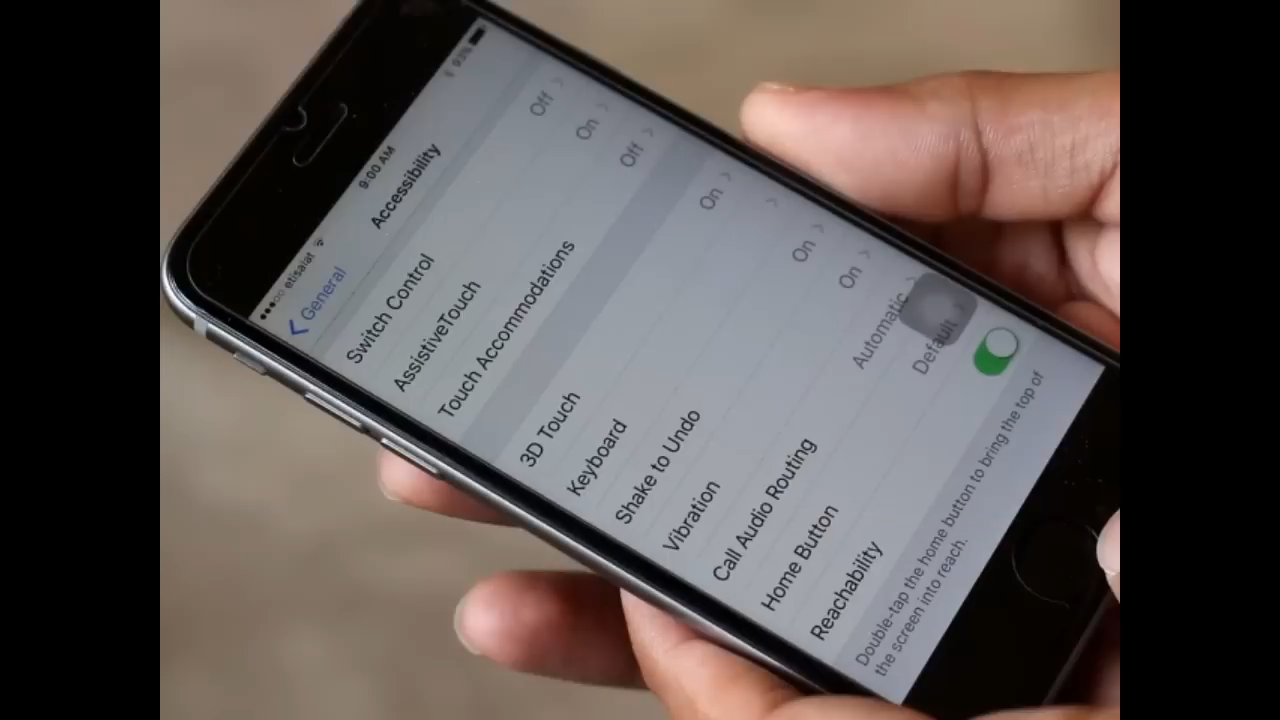 etisalat 9:00 AM 93%
General Accessibility
Switch Control Off
AssistiveTouch On
Touch Accommodations Off
3D Touch On
Keyboard
Shake to Undo On
Vibration On
Call Audio Routing Automatic
Home Button Default
Reachability
Double-tap the home button to bring the top of
the screen into reach.